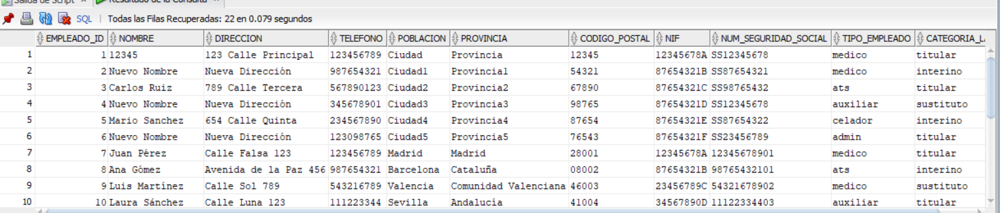 Salida de Script × Resultado de la Consulta ×
SQL | Todas las Filas Recuperadas: 22 en 0.079 segundos
EMPLEADO_ID NOMBRE DIRECCION TELEFONO POBLACION PROVINCIA CODIGO_POSTAL NIF NUM_SEGURIDAD_SOCIAL TIPO_EMPLEADO CATEGORIA_L
1 1 12345 123 Calle Principal 123456789 Ciudad Provincia 12345 12345678A SS12345678 medico titular
2 2 Nuevo Nombre Nueva Dirección 987654321 Ciudad1 Provincia1 54321 87654321B SS87654321 medico interino
3 3 Carlos Ruiz 789 Calle Tercera 567890123 Ciudad2 Provincia2 67890 87654321C SS98765432 ats titular
4 4 Nuevo Nombre Nueva Dirección 345678901 Ciudad3 Provincia3 98765 87654321D SS12345678 auxiliar sustituto
5 5 Mario Sanchez 654 Calle Quinta 234567890 Ciudad4 Provincia4 87654 87654321E SS87654322 celador interino
6 6 Nuevo Nombre Nueva Dirección 123098765 Ciudad5 Provincia5 76543 87654321F SS23456789 admin titular
7 7 Juan Pérez Calle Falsa 123 123456789 Madrid Madrid 28001 12345678A 12345678901 medico titular
8 8 Ana Gómez Avenida de la Paz 456 987654321 Barcelona Cataluña 08002 87654321B 98765432101 ats interino
9 9 Luis Martínez Calle Sol 789 543216789 Valencia Comunidad Valenciana 46003 23456789C 54321678902 medico sustituto
10 10 Laura Sánchez Calle Luna 123 111223344 Sevilla Andalucía 41004 34567890D 11122334403 auxiliar titular